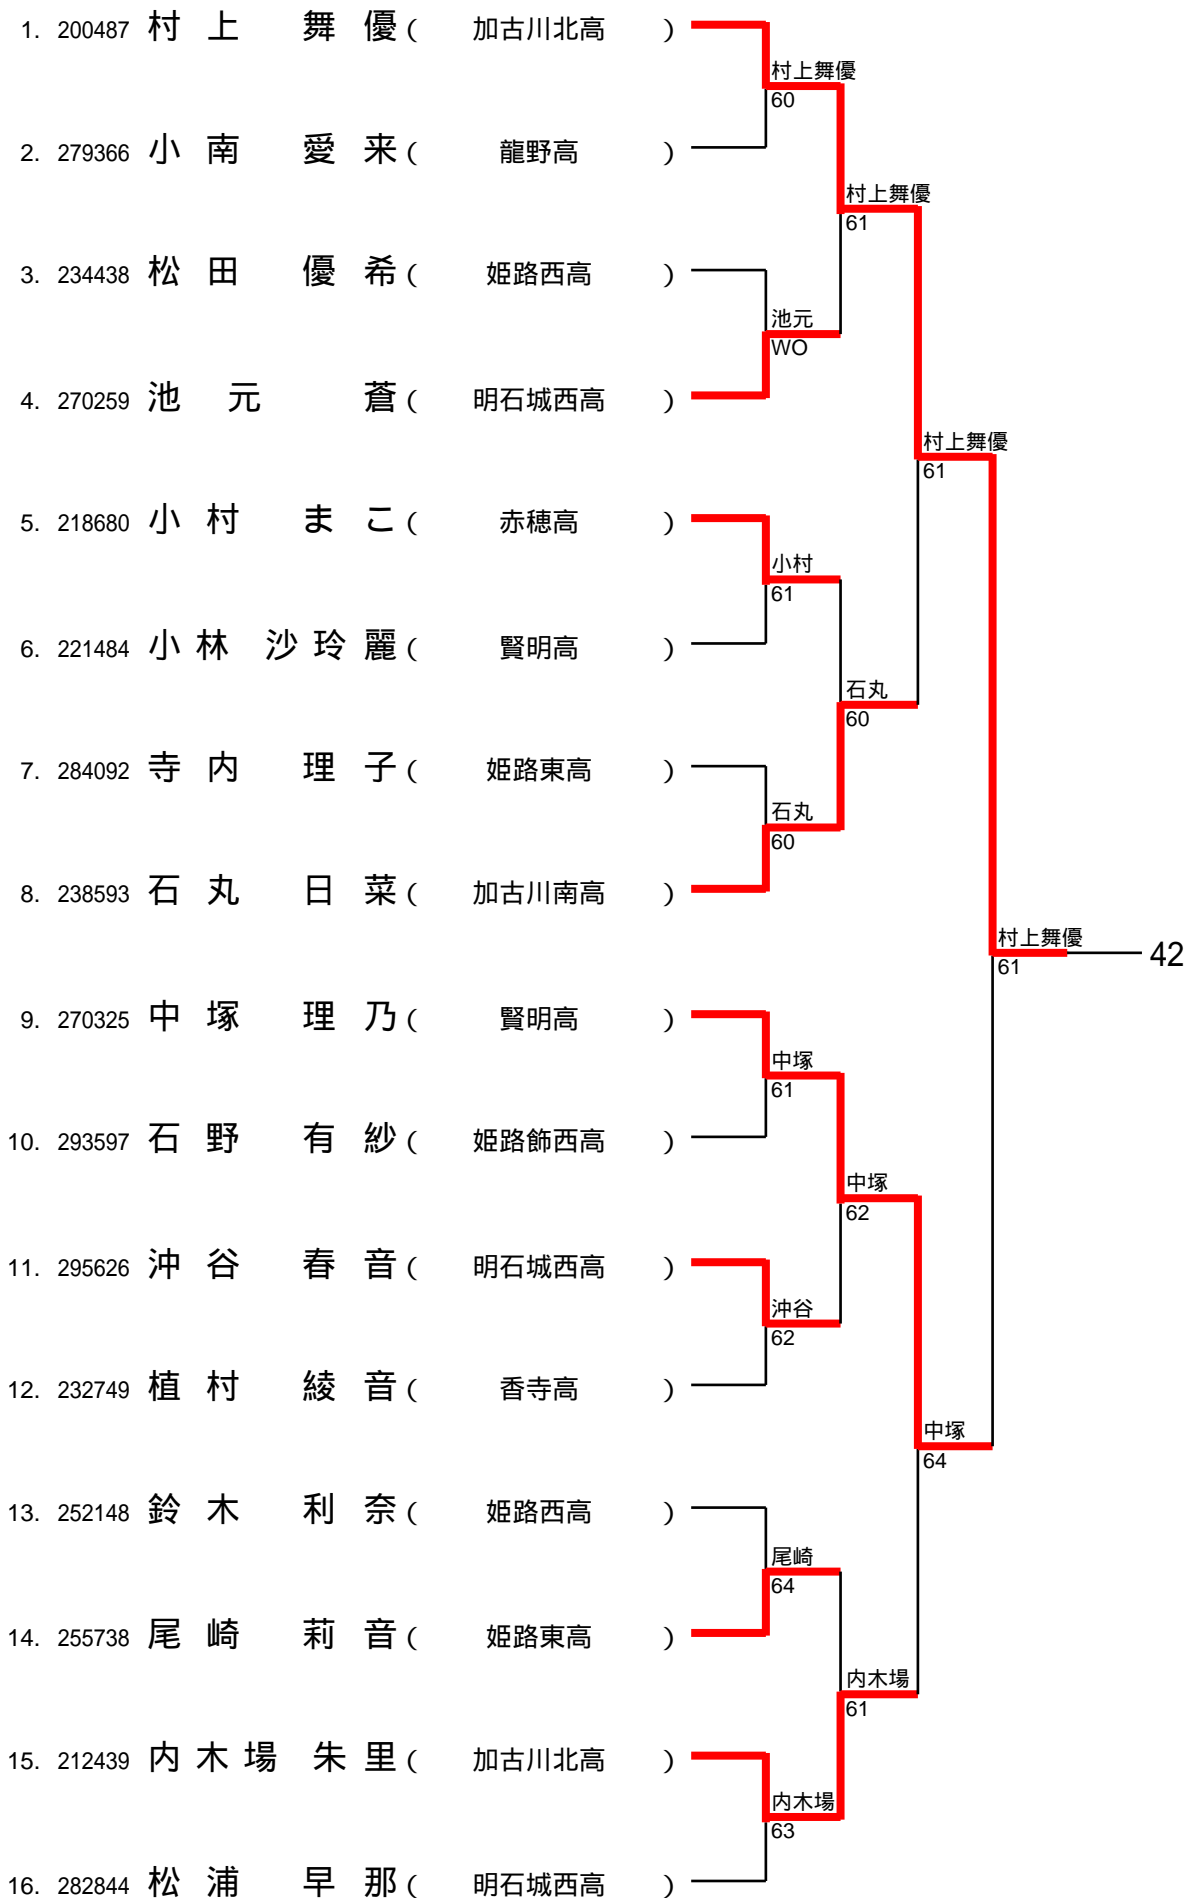 1. 200487 村上 舞優 ( 加古川北高 )
村上舞優
60
2. 279366 小南 愛来 ( 龍野高 )
村上舞優
61
3. 234438 松田 優希 ( 姫路西高 )
池元
WO
4. 270259 池元 蒼 ( 明石城西高 )
村上舞優
61
5. 218680 小村 まこ ( 赤穂高 )
小村
61
6. 221484 小林 沙玲麗 ( 賢明高 )
石丸
60
7. 284092 寺内 理子 ( 姫路東高 )
石丸
60
8. 238593 石丸 日菜 ( 加古川南高 )
村上舞優
61
42
9. 270325 中塚 理乃 ( 賢明高 )
中塚
61
10. 293597 石野 有紗 ( 姫路飾西高 )
中塚
62
11. 295626 沖谷 春音 ( 明石城西高 )
沖谷
62
12. 232749 植村 綾音 ( 香寺高 )
中塚
64
13. 252148 鈴木 利奈 ( 姫路西高 )
尾崎
64
14. 255738 尾崎 莉音 ( 姫路東高 )
内木場
61
15. 212439 内木場 朱里 ( 加古川北高 )
内木場
63
16. 282844 松浦 早那 ( 明石城西高 )